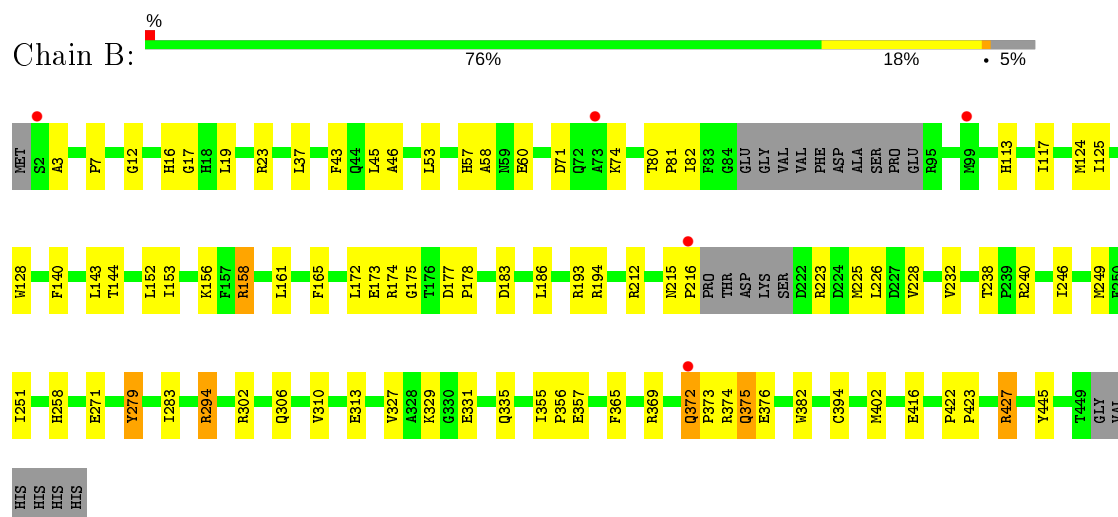 %
Chain B:
76% 18% • 5%
MET S2 A3 P7 G12 H16 G17 H18 L19 R23 L37 F43 Q44 L45 A46 L53 H57 A58 N59 E60 D71 Q72 A73 K74 T80 P81 I82 F83 G84 GLU GLY VAL VAL PHE ASP ALA SER PRO GLU R95 M99 H113 I117 M124 I125
W128 F140 L143 T144 L152 I153 K156 F157 R158 L161 F165 L172 E173 R174 G175 T176 D177 P178 D183 L186 R193 R194 R212 N215 P216 PRO THR ASP LYS SER D222 R223 D224 M225 L226 D227 V228 V232 T238 P239 R240 I246 M249 E250
I251 H258 E271 Y279 I283 R294 R302 Q306 V310 E313 V327 A328 K329 G330 E331 Q335 I355 P356 E357 F365 R369 Q372 P373 R374 Q375 E376 W382 C394 M402 E416 P422 P423 R427 Y445 T449 GLY VAL
HIS HIS HIS HIS